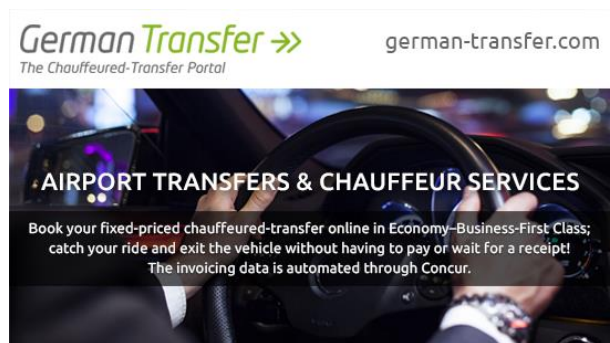 German Transfer
german-transfer.com
The Chauffeured-Transfer Portal
AIRPORT TRANSFERS & CHAUFFEUR SERVICES
Book your fixed-priced chauffeured-transfer online in Economy–Business-First Class;
catch your ride and exit the vehicle without having to pay or wait for a receipt!
The invoicing data is automated through Concur.